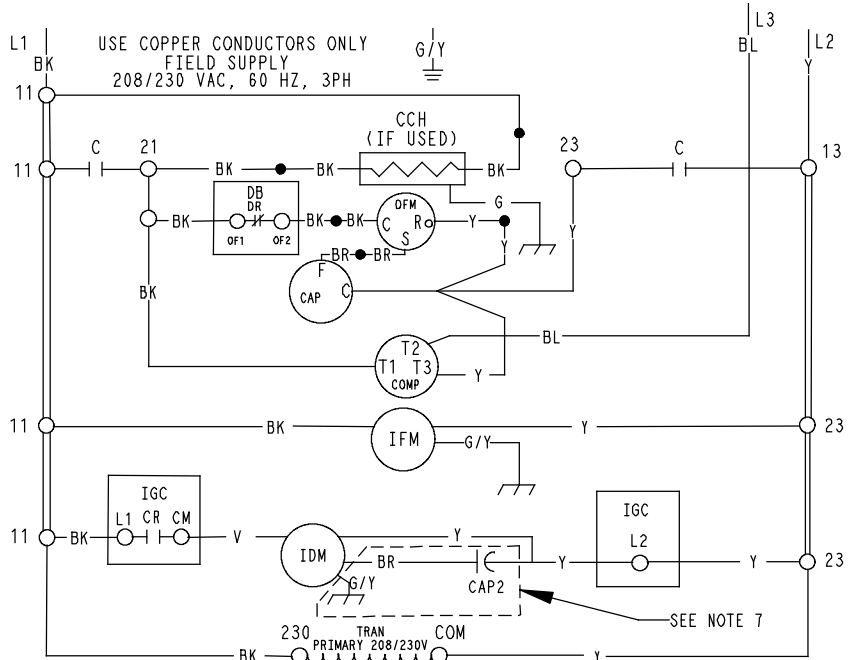 L1
USE COPPER CONDUCTORS ONLY
FIELD SUPPLY
208/230 VAC, 60 HZ, 3PH
G/Y
L3
L2
BK
BL
Y
11
CCH
(IF USED)
11
C
21
BK
BK
BK
23
C
13
DB
DR
OF1
OF2
BK
BK
BK
OFM
C
R
S
Y
G
Y
Y
BR
BR
F
CAP
C
BK
BL
T2
T1
T3
COMP
Y
11
BK
IFM
Y
23
G/Y
IGC
L1
CR
CM
IGC
L2
11
BK
V
IDM
Y
BR
CAP2
Y
Y
23
G/Y
SEE NOTE 7
230
TRAN
PRIMARY 208/230V
COM
BK
Y